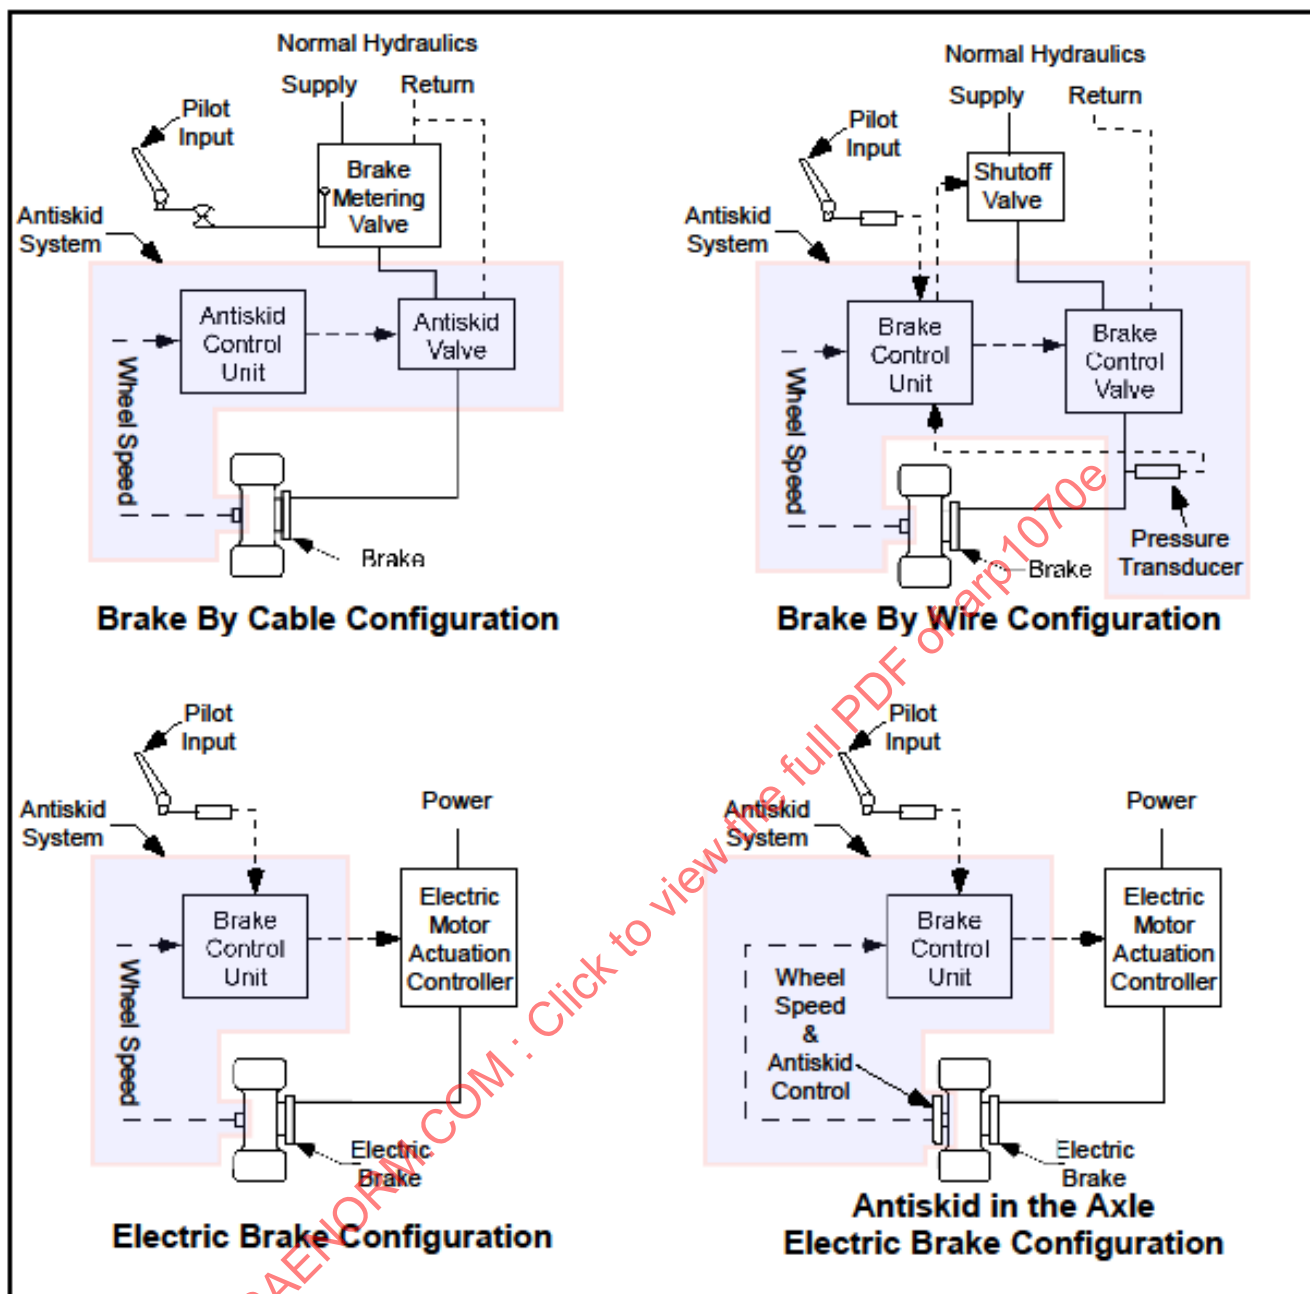 Normal Hydraulics
Supply
Return
Pilot
Input
Brake
Metering
Valve
Antiskid
System
Antiskid
Control
Unit
Antiskid
Valve
Wheel Speed
Brake
Brake By Cable Configuration
Normal Hydraulics
Supply
Return
Pilot
Input
Shutoff
Valve
Antiskid
System
Brake
Control
Unit
Brake
Control
Valve
Wheel Speed
Pressure
Transducer
Brake
Brake By Wire Configuration
Pilot
Input
Antiskid
System
Power
Brake
Control
Unit
Electric
Motor
Actuation
Controller
Wheel Speed
Electric
Brake
Electric Brake Configuration
Pilot
Input
Antiskid
System
Power
Brake
Control
Unit
Electric
Motor
Actuation
Controller
Wheel
Speed
&
Antiskid
Control
Electric
Brake
Antiskid in the Axle
Electric Brake Configuration
SAENORM.COM : Click to view the full PDF of arp1070e